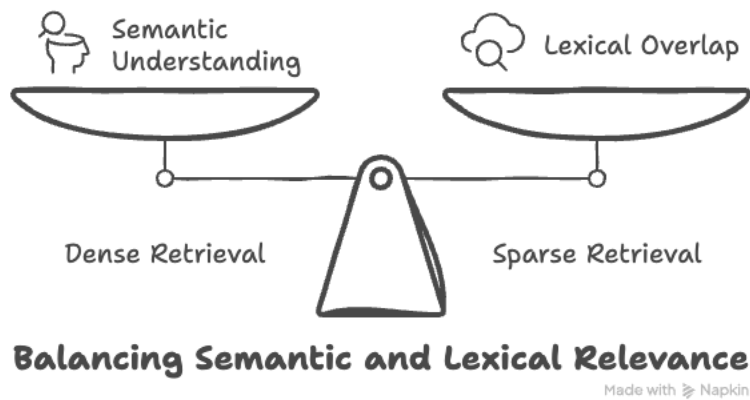 Semantic
Understanding
Lexical Overlap
Dense Retrieval
Sparse Retrieval
Balancing Semantic and Lexical Relevance
Made with Napkin